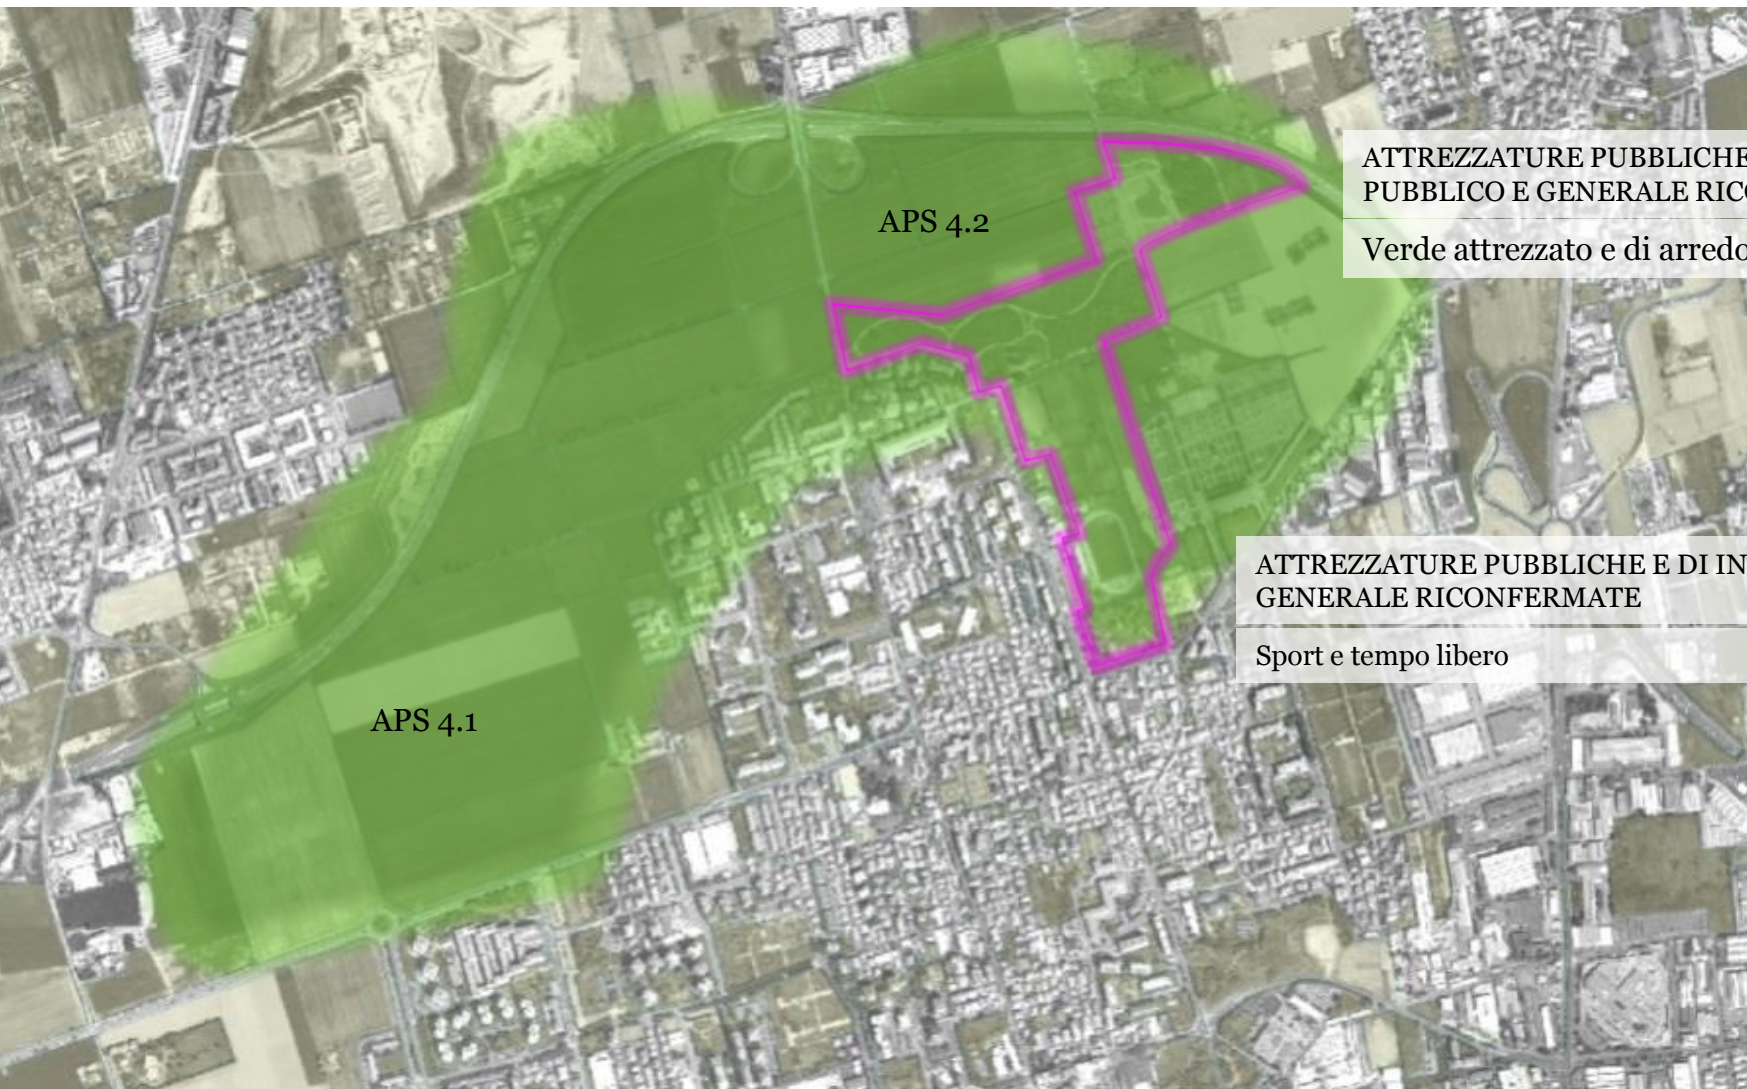 ATTREZZATURE PUBBLICHE
PUBBLICO E GENERALE RICO
APS 4.2
Verde attrezzato e di arredo
ATTREZZATURE PUBBLICHE E DI IN
GENERALE RICONFERMATE
Sport e tempo libero
APS 4.1